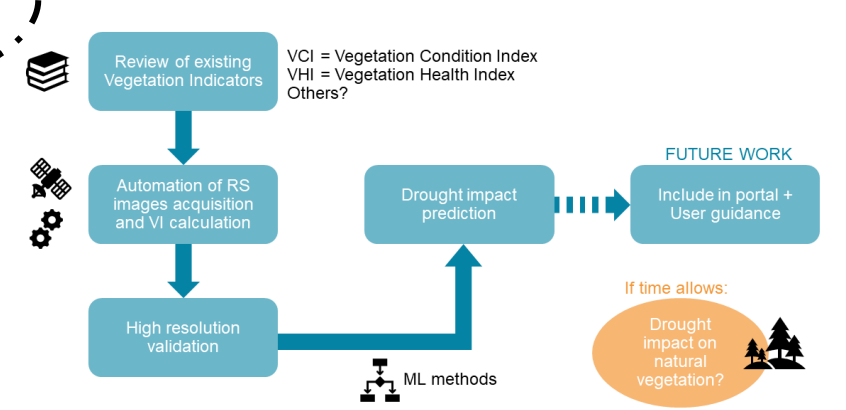 Review of existing
Vegetation Indicators
VCI = Vegetation Condition Index
VHI = Vegetation Health Index
Others?
Automation of RS
images acquisition
and VI calculation
High resolution
validation
ML methods
Drought impact
prediction
FUTURE WORK
Include in portal +
User guidance
If time allows:
Drought
impact on
natural
vegetation?